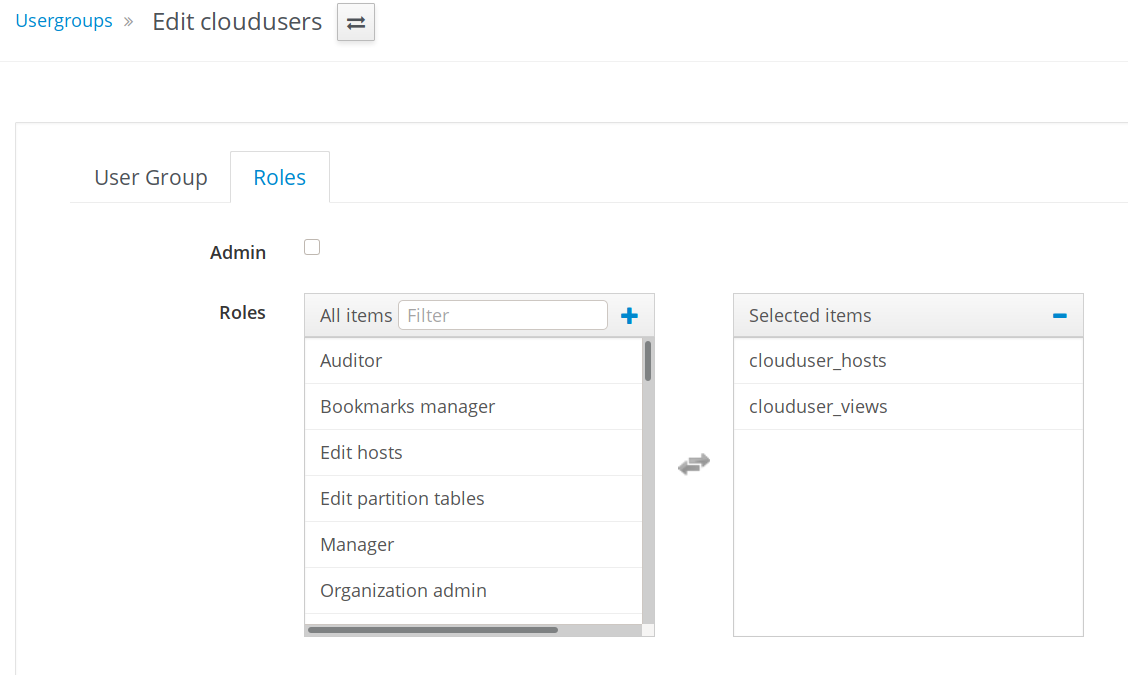 Usergroups » Edit cloudusers
User Group Roles
Admin
Roles
All items Filter
Selected items
Auditor
Bookmarks manager
Edit hosts
Edit partition tables
Manager
Organization admin
clouduser_hosts
clouduser_views